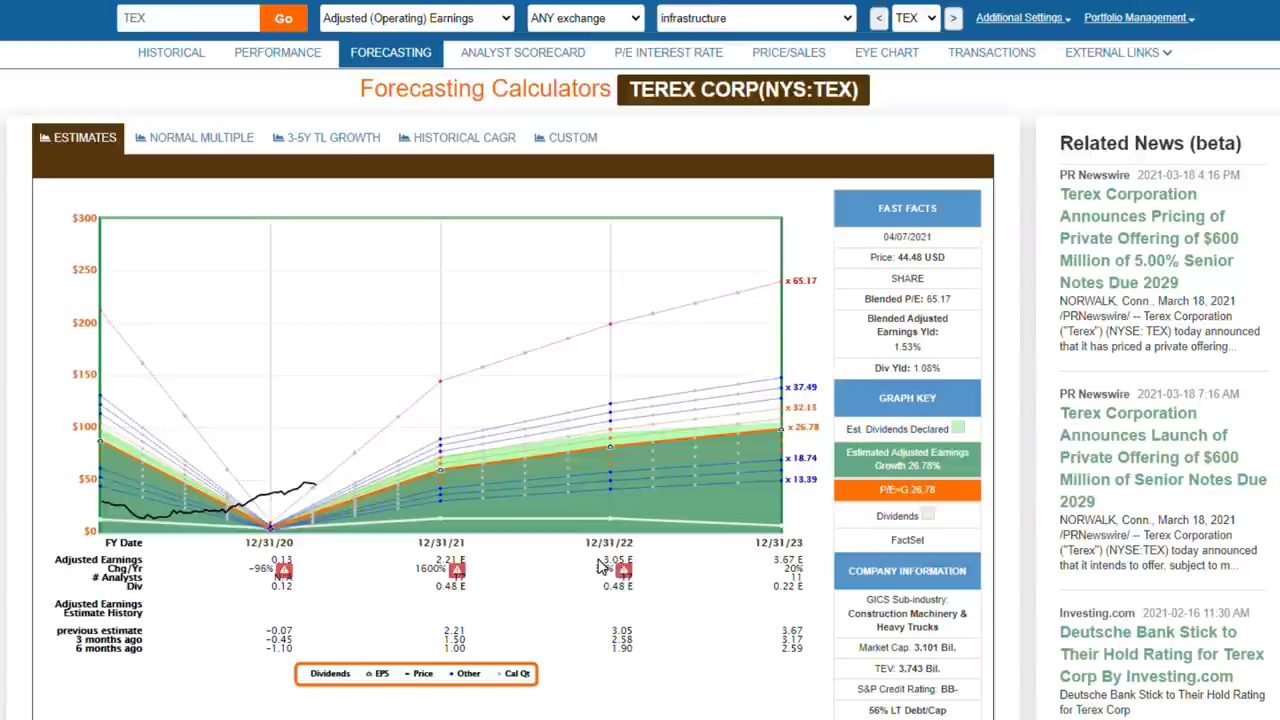 TEX
Go
Adjusted (Operating) Earnings
ANY exchange
infrastructure
<
TEX
>
Additional Settings
Portfolio Management
HISTORICAL
PERFORMANCE
FORECASTING
ANALYST SCORECARD
P/E INTEREST RATE
PRICE/SALES
EYE CHART
TRANSACTIONS
EXTERNAL LINKS
Forecasting Calculators TEREX CORP(NYS:TEX)
ESTIMATES
NORMAL MULTIPLE
3-5Y TL GROWTH
HISTORICAL CAGR
CUSTOM
$300
$250
$200
$150
$100
$50
$0
x 65.17
x 37.49
x 32.13
x 26.78
x 18.74
x 13.39
FY Date 12/31/20 12/31/21 12/31/22 12/31/23
Adjusted Earnings 0.13 2.21 E 3.05 E 3.67 E
Chg/Yr -96% 1600% % 20%
# Analysts N/A 17 17 11
Div 0.12 0.48 E 0.48 E 0.22 E
Adjusted Earnings
Estimate History
previous estimate -0.07 2.21 3.05 3.67
3 months ago -0.45 1.50 2.58 3.17
6 months ago -1.10 1.00 1.90 2.59
Dividends EPS Price Other Cal Qt
FAST FACTS
04/07/2021
Price: 44.48 USD
SHARE
Blended P/E: 65.17
Blended Adjusted
Earnings Yld:
1.53%
Div Yld: 1.08%
GRAPH KEY
Est. Dividends Declared
Estimated Adjusted Earnings
Growth 26.78%
P/E=G 26.78
Dividends
FactSet
COMPANY INFORMATION
GICS Sub-industry:
Construction Machinery &
Heavy Trucks
Market Cap: 3.101 Bil.
TEV: 3.743 Bil.
S&P Credit Rating: BB-
56% LT Debt/Cap
Related News (beta)
PR Newswire 2021-03-18 4:16 PM
Terex Corporation
Announces Pricing of
Private Offering of $600
Million of 5.00% Senior
Notes Due 2029
NORWALK, Conn., March 18, 2021
/PRNewswire/ -- Terex Corporation
("Terex") (NYSE: TEX) today announced
that it has priced a private offering...
PR Newswire 2021-03-18 7:16 AM
Terex Corporation
Announces Launch of
Private Offering of $600
Million of Senior Notes Due
2029
NORWALK, Conn., March 18, 2021
/PRNewswire/ -- Terex Corporation
("Terex") (NYSE:TEX) today announced
that it intends to offer, subject to m...
Investing.com 2021-02-16 11:30 AM
Deutsche Bank Stick to
Their Hold Rating for Terex
Corp By Investing.com
Deutsche Bank Stick to Their Hold Rating
for Terex Corp